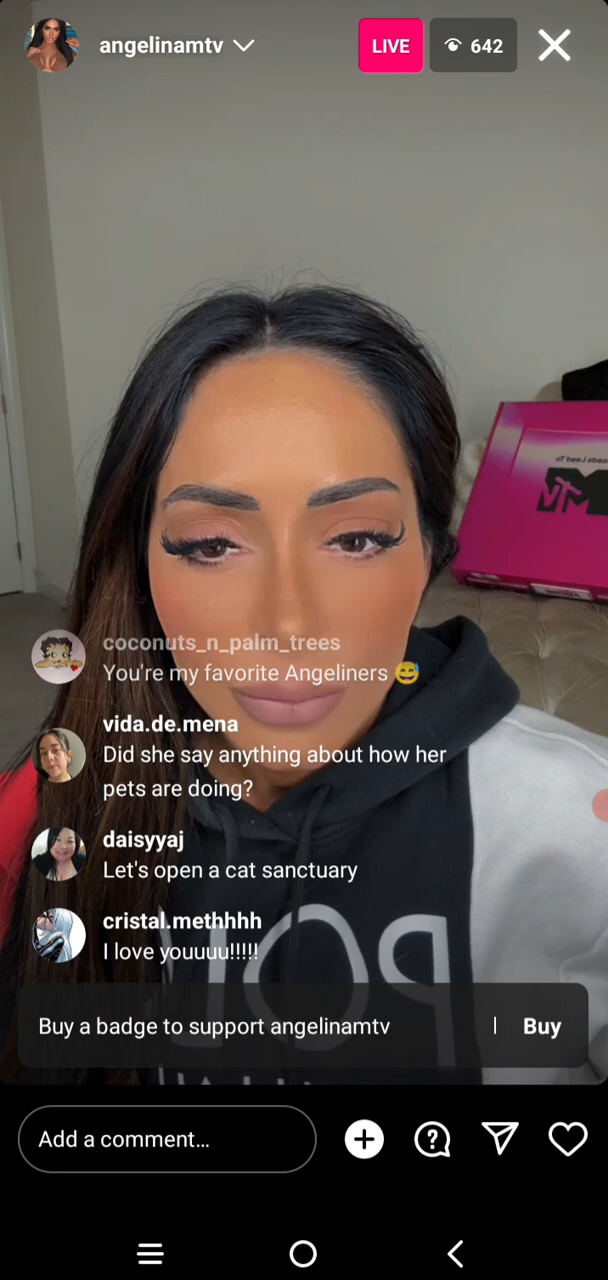 angelinamtv
LIVE
642
coconuts_n_palm_trees
You're my favorite Angeliners 😅
vida.de.mena
Did she say anything about how her
pets are doing?
daisyyaj
Let's open a cat sanctuary
cristal.methhhh
I love youuuu!!!!!
Buy a badge to support angelinamtv
Buy
Add a comment...